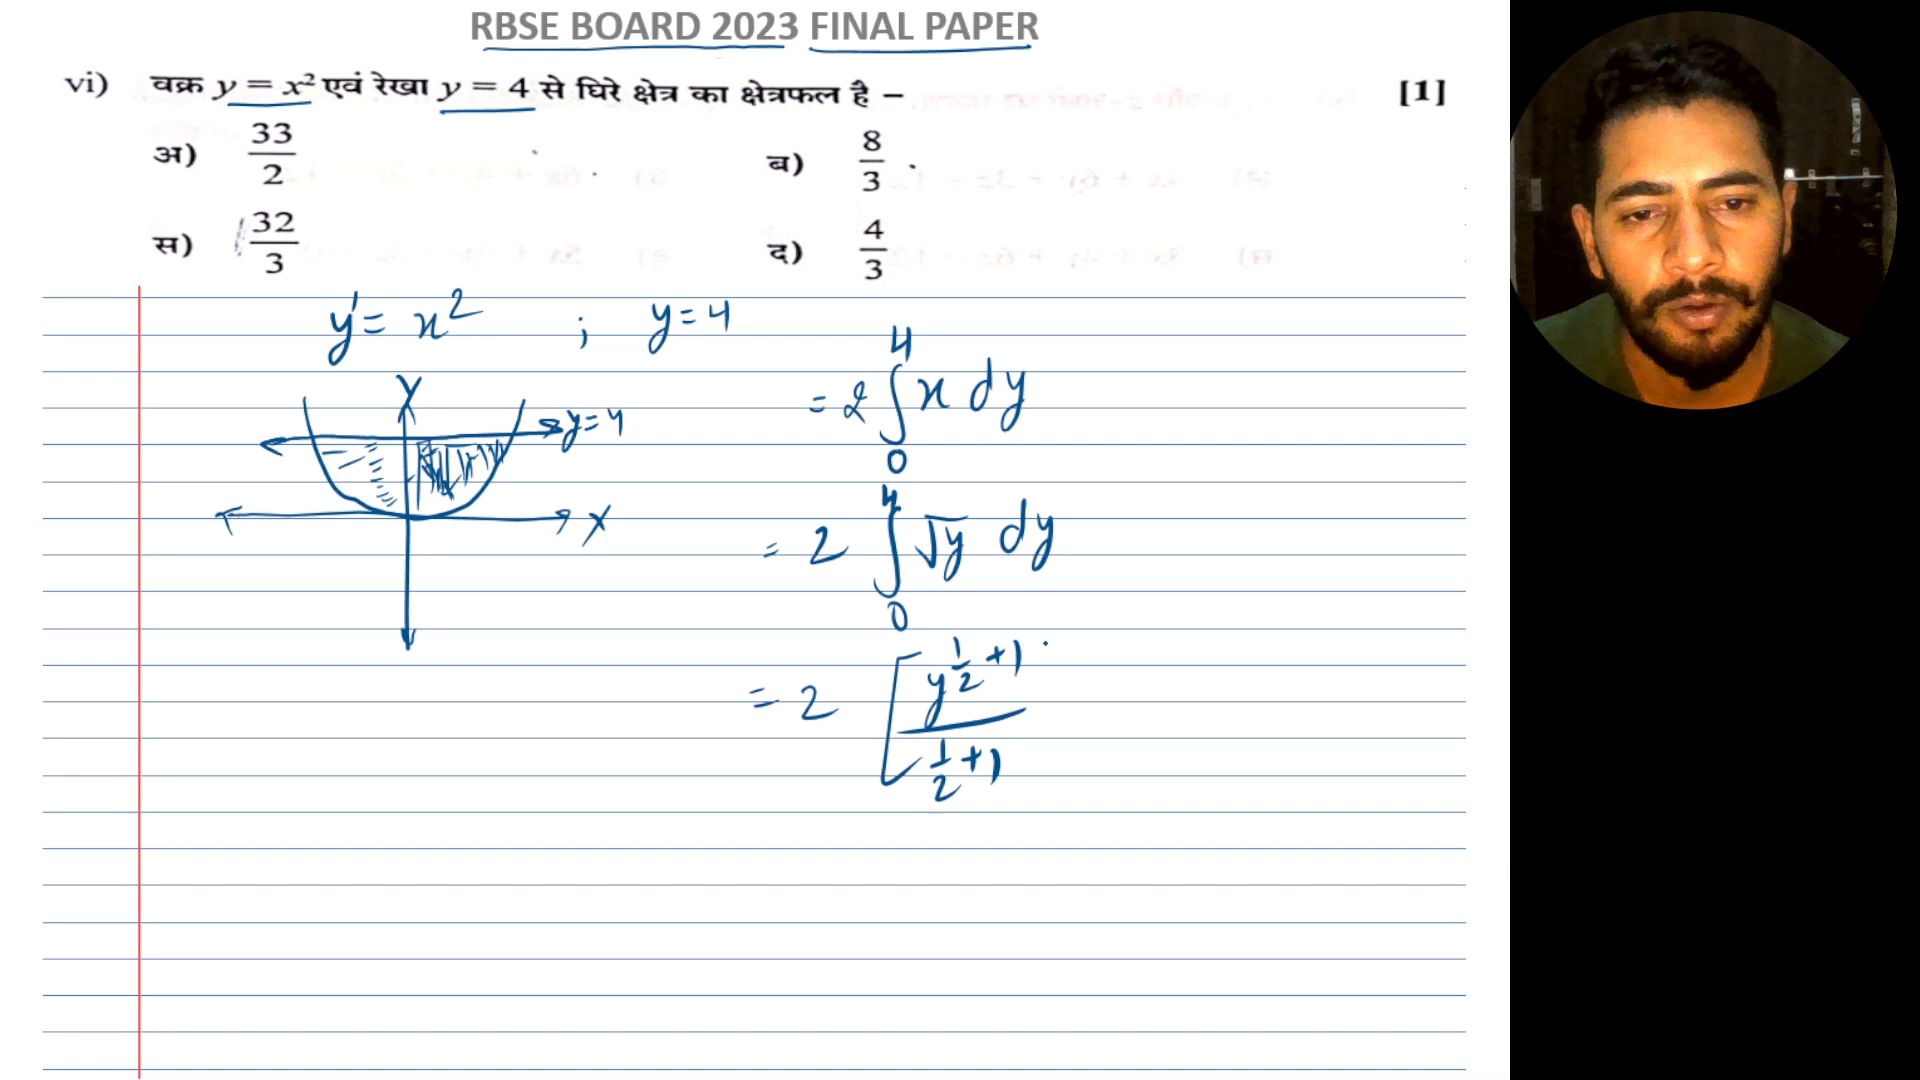 RBSE BOARD 2023 FINAL PAPER
vi) वक्र y = x² एवं रेखा y = 4 से घिरे क्षेत्र का क्षेत्रफल है – [1]
अ) 33/2 ब) 8/3
स) 32/3 द) 4/3
y = x² ; y = 4
Y
y = 4
X
= 2 ∫₀⁴ x dy
= 2 ∫₀⁴ √y dy
= 2 [ y^(1/2 + 1) / (1/2 + 1)